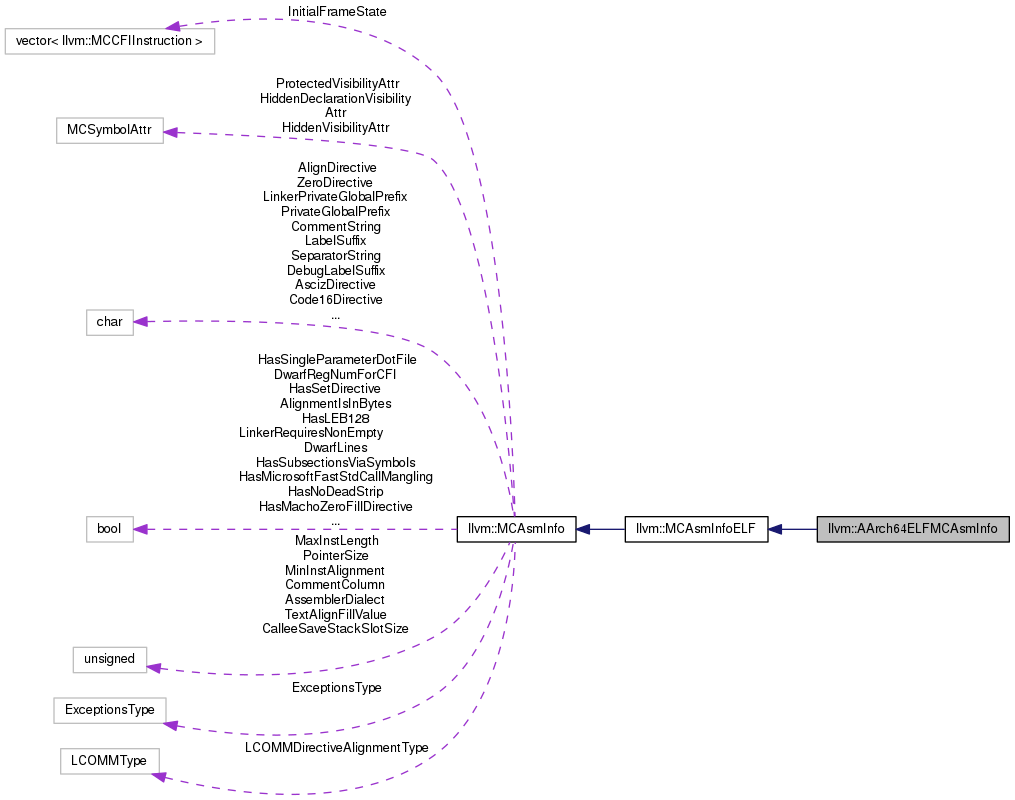 InitialFrameState
vector< llvm::MCCFIInstruction >
ProtectedVisibilityAttr
HiddenDeclarationVisibility
Attr
HiddenVisibilityAttr
MCSymbolAttr
AlignDirective
ZeroDirective
LinkerPrivateGlobalPrefix
PrivateGlobalPrefix
CommentString
LabelSuffix
SeparatorString
DebugLabelSuffix
AscizDirective
Code16Directive
...
char
HasSingleParameterDotFile
DwarfRegNumForCFI
HasSetDirective
AlignmentIsInBytes
HasLEB128
LinkerRequiresNonEmpty
DwarfLines
HasSubsectionsViaSymbols
HasMicrosoftFastStdCallMangling
HasNoDeadStrip
HasMachoZeroFillDirective
...
bool
llvm::MCAsmInfo
llvm::MCAsmInfoELF
llvm::AArch64ELFMCAsmInfo
MaxInstLength
PointerSize
MinInstAlignment
CommentColumn
AssemblerDialect
TextAlignFillValue
CalleeSaveStackSlotSize
unsigned
ExceptionsType
ExceptionsType
LCOMMDirectiveAlignmentType
LCOMMType